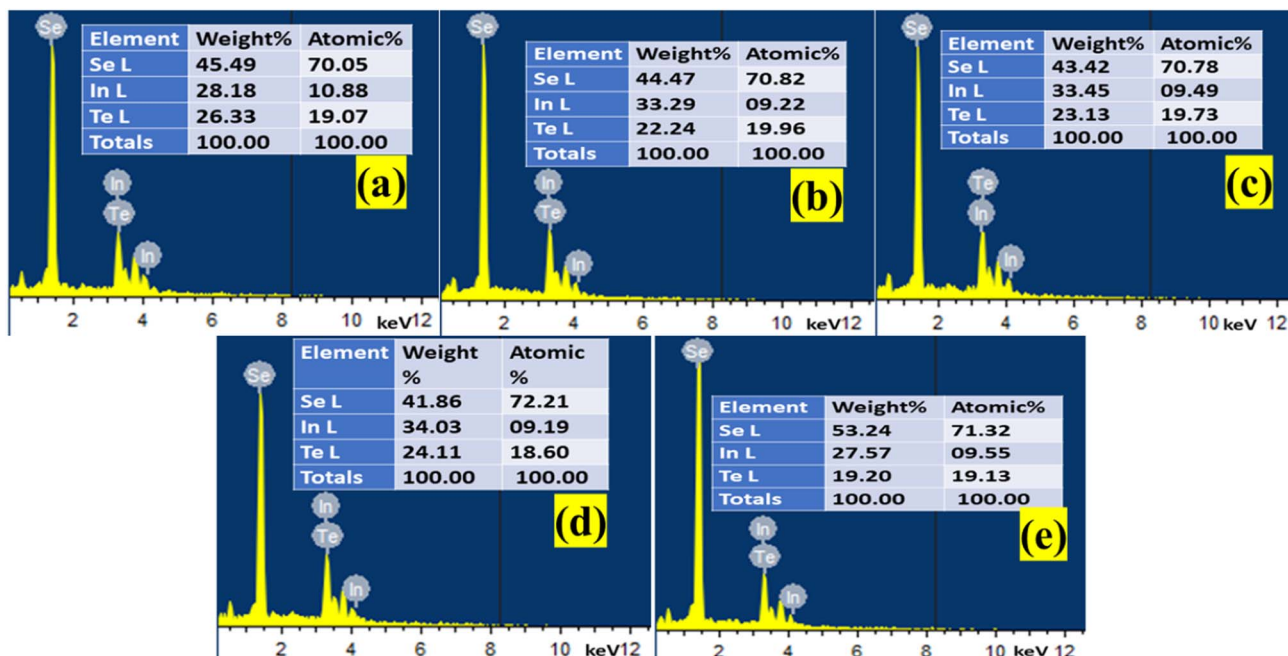 Se
Element Weight% Atomic%
Se L 45.49 70.05
In L 28.18 10.88
Te L 26.33 19.07
Totals 100.00 100.00
(a)
In
Te
In
2 4 6 8 10 keV 12
Se
Element Weight% Atomic%
Se L 44.47 70.82
In L 33.29 09.22
Te L 22.24 19.96
Totals 100.00 100.00
(b)
In
Te
In
2 4 6 8 10 keV 12
Se
Element Weight% Atomic%
Se L 43.42 70.78
In L 33.45 09.49
Te L 23.13 19.73
Totals 100.00 100.00
(c)
Te
In
In
2 4 6 8 10 keV 12
Se
Element Weight Atomic
% %
Se L 41.86 72.21
In L 34.03 09.19
Te L 24.11 18.60
Totals 100.00 100.00
(d)
In
Te
In
2 4 6 8 10 keV 12
Se
Element Weight% Atomic%
Se L 53.24 71.32
In L 27.57 09.55
Te L 19.20 19.13
Totals 100.00 100.00
(e)
In
Te
In
2 4 6 8 10 keV 12